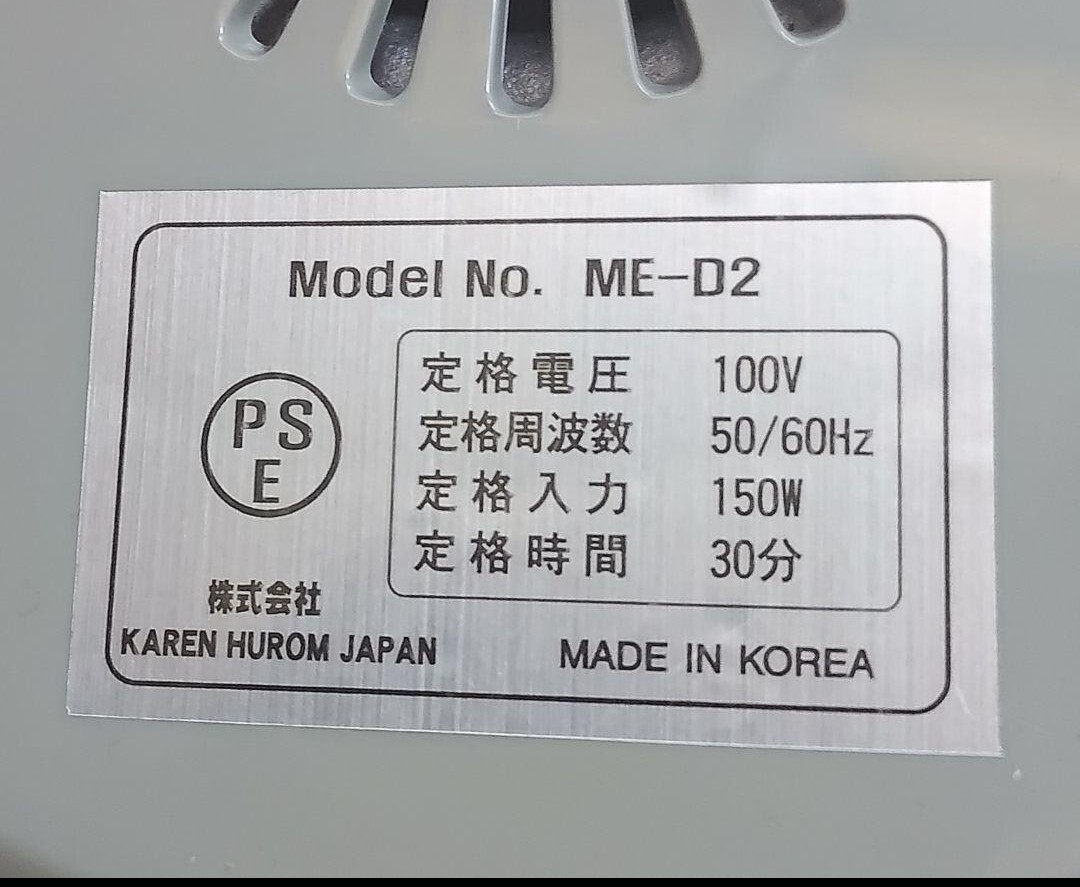 Model No. ME-D2
定格電圧 100V
定格周波数 50/60Hz
定格入力 150W
定格時間 30分
PS
E
株式会社
KAREN HUROM JAPAN
MADE IN KOREA